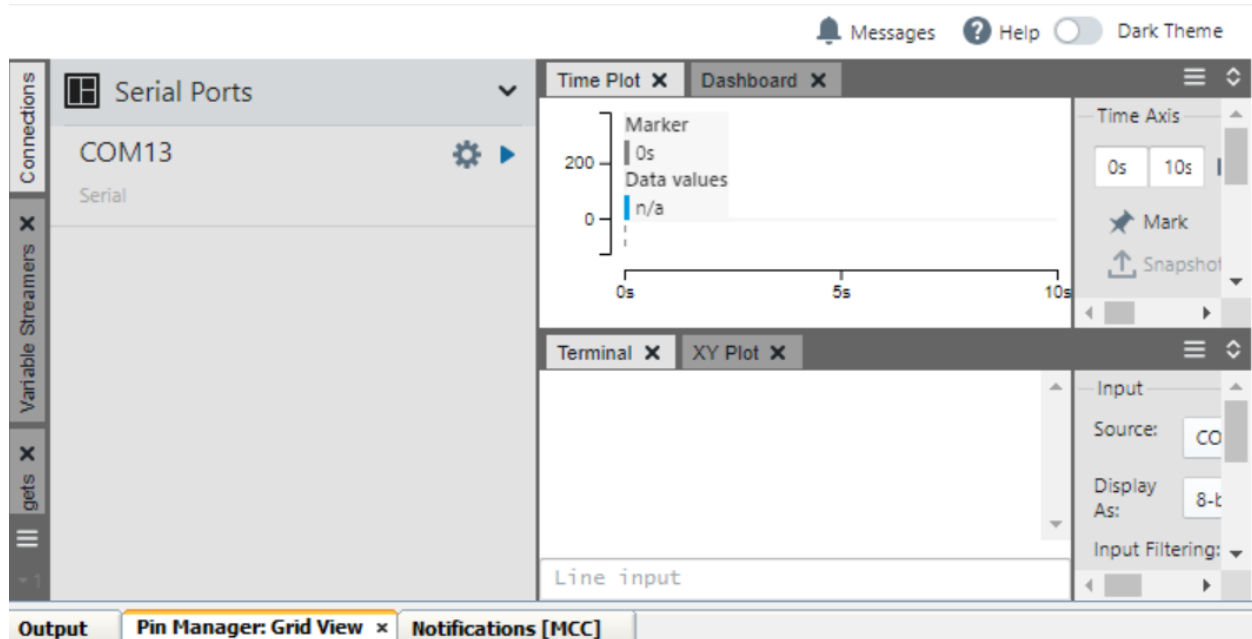 Messages
Help
Dark Theme
Connections
Variable Streamers
gets
1
Serial Ports
COM13
Serial
Time Plot
Dashboard
200
0
Marker
0s
Data values
n/a
0s
5s
10s
Time Axis
0s
10s
Mark
Snapshot
Terminal
XY Plot
Line input
Input
Source:
CO
Display
As:
8-b
Input Filtering:
Output
Pin Manager: Grid View ×
Notifications [MCC]